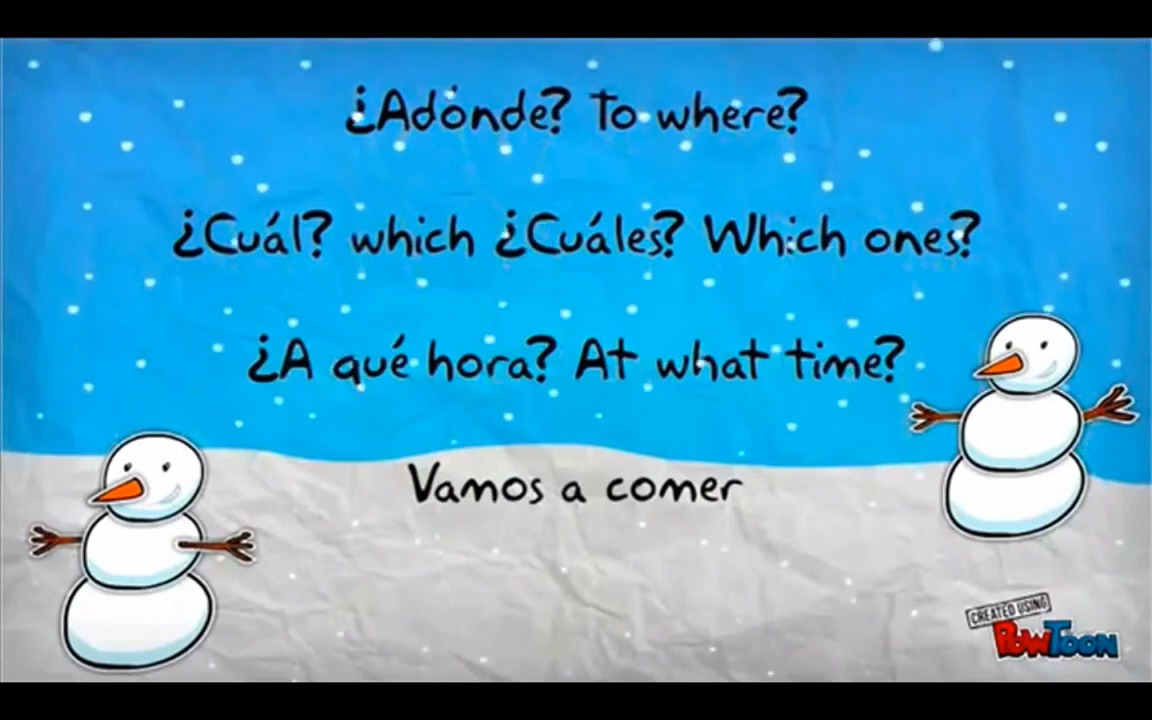 ¿Adónde? To where?
¿Cuál? which ¿Cuáles? Which ones?
¿A qué hora? At what time?
Vamos a comer
CREATED USING
POWTOON